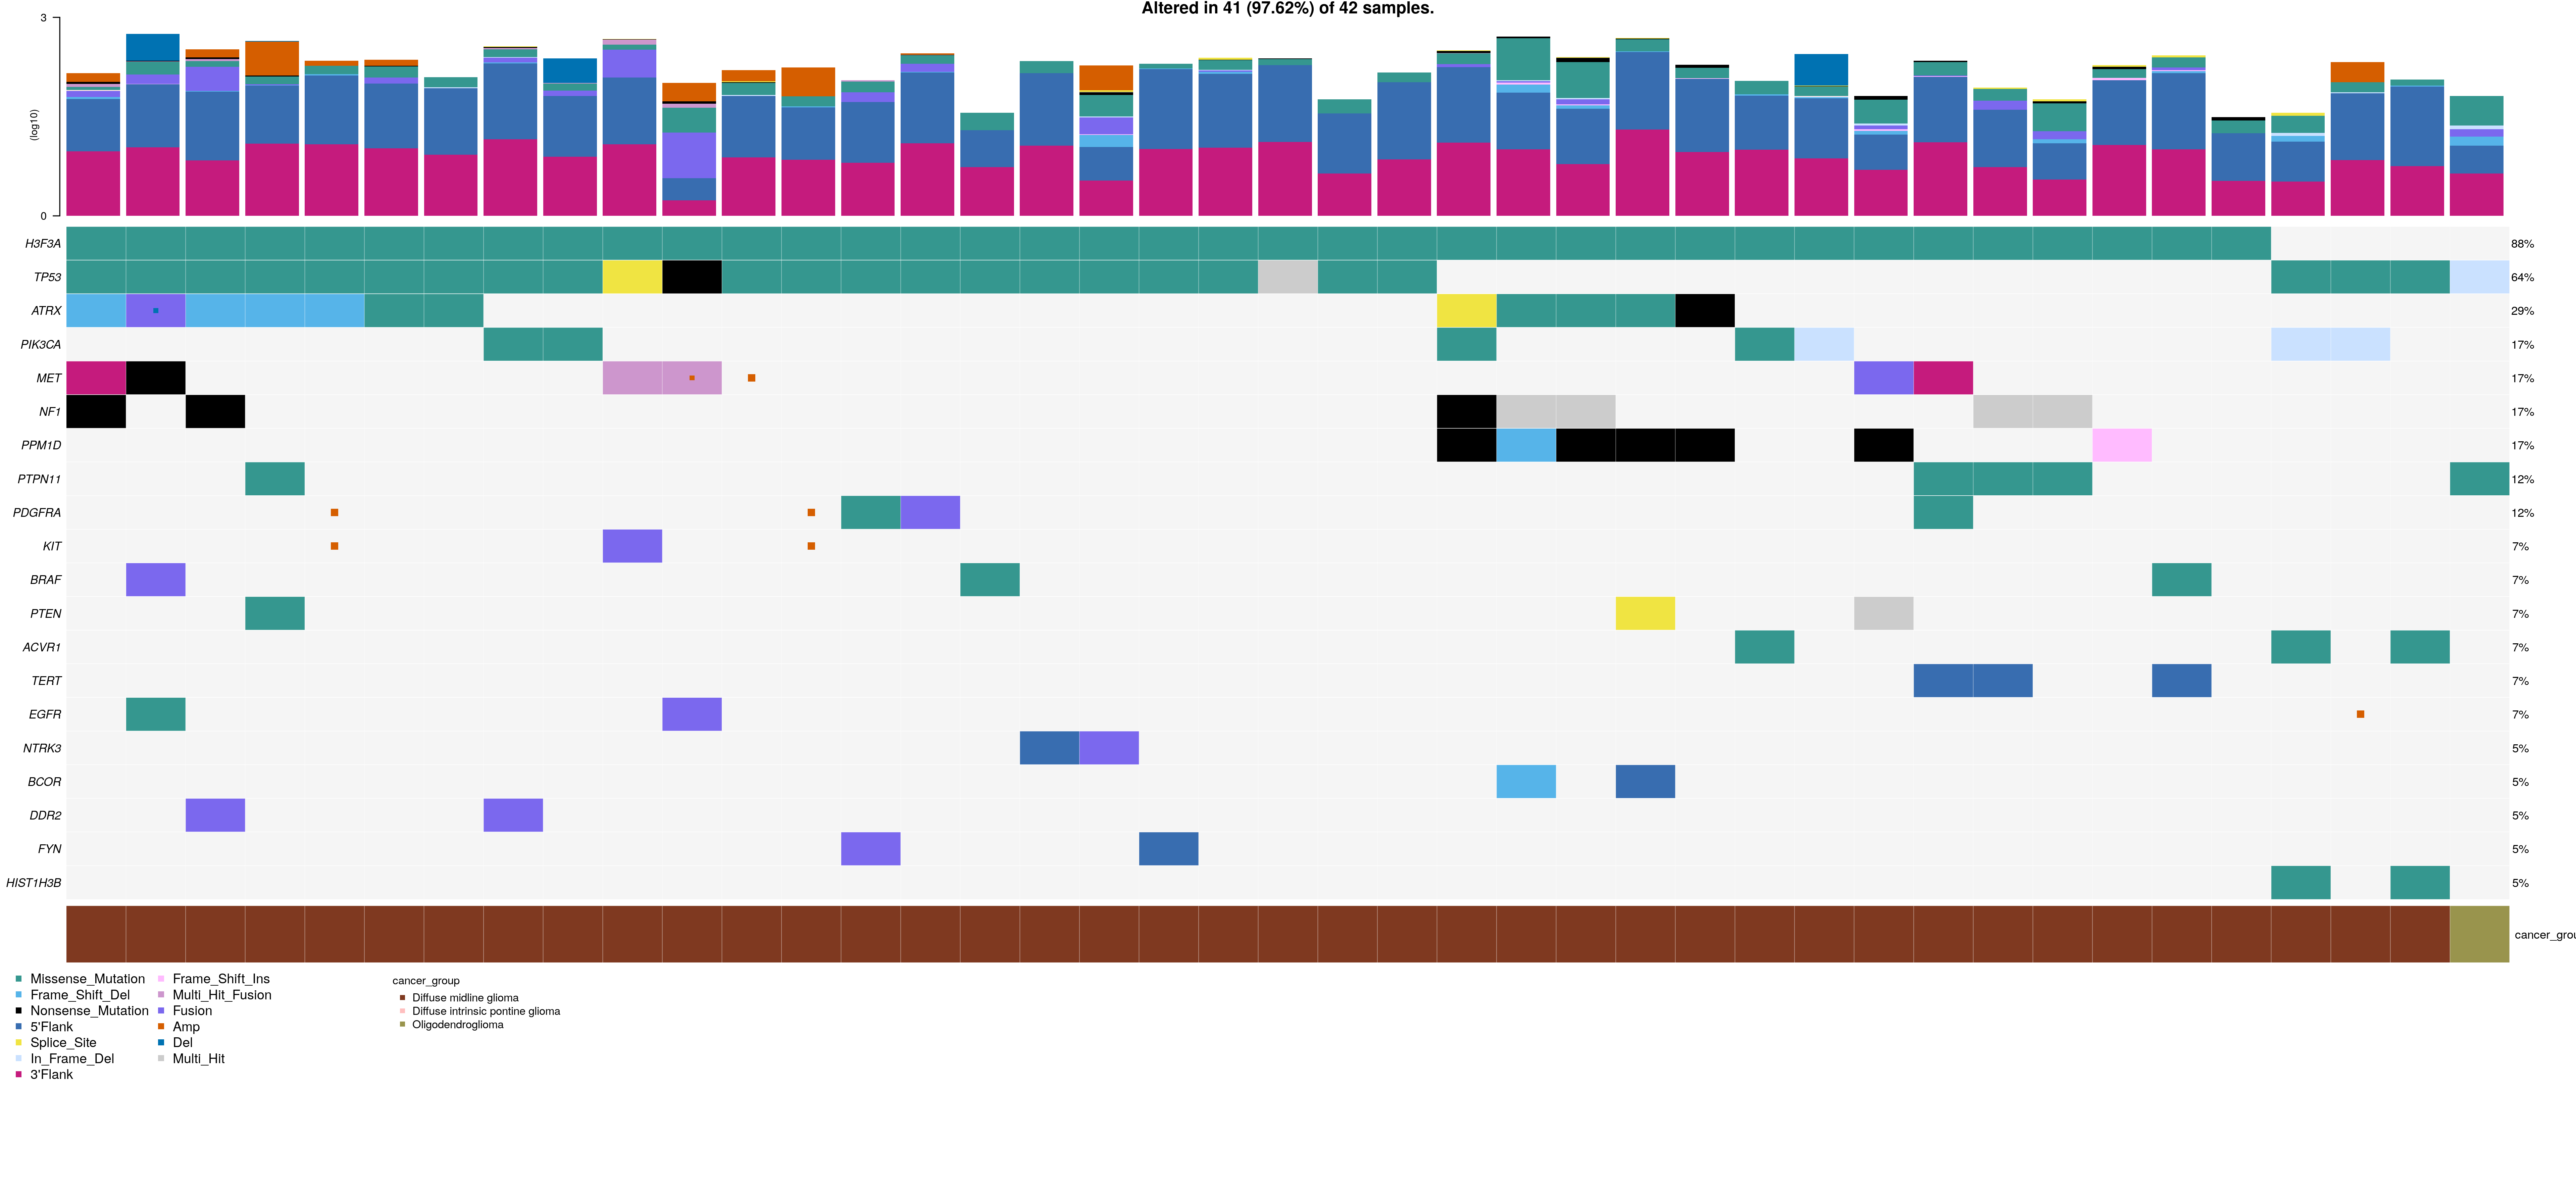 Altered in 41 (97.62%) of 42 samples.
3
(log10)
0
H3F3A 88%
TP53 64%
ATRX 29%
PIK3CA 17%
MET 17%
NF1 17%
PPM1D 17%
PTPN11 12%
PDGFRA 12%
KIT 7%
BRAF 7%
PTEN 7%
ACVR1 7%
TERT 7%
EGFR 7%
NTRK3 5%
BCOR 5%
DDR2 5%
FYN 5%
HIST1H3B 5%
cancer_grou
Missense_Mutation
Frame_Shift_Del
Nonsense_Mutation
5'Flank
Splice_Site
In_Frame_Del
3'Flank
Frame_Shift_Ins
Multi_Hit_Fusion
Fusion
Amp
Del
Multi_Hit
cancer_group
Diffuse midline glioma
Diffuse intrinsic pontine glioma
Oligodendroglioma